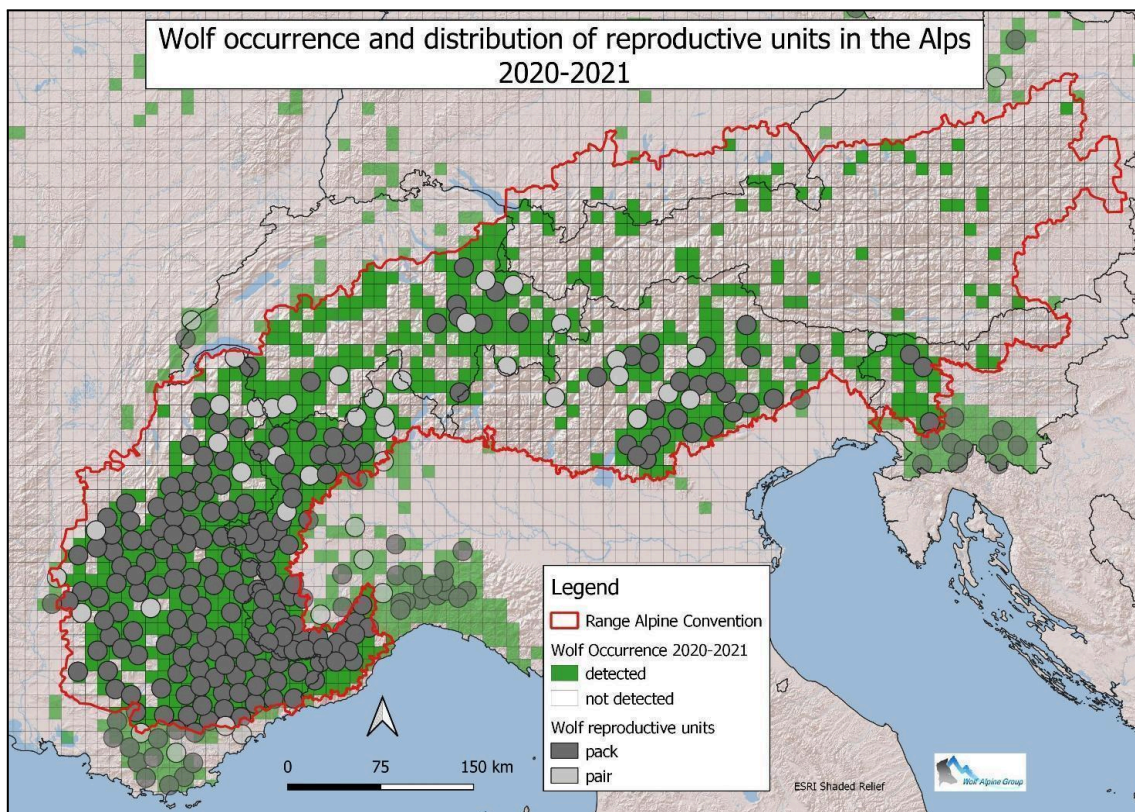 Wolf occurrence and distribution of reproductive units in the Alps
2020-2021
Legend
Range Alpine Convention
Wolf Occurrence 2020-2021
detected
not detected
Wolf reproductive units
pack
pair
0 75 150 km
ESRI Shaded Relief
Wolf Alpine Group